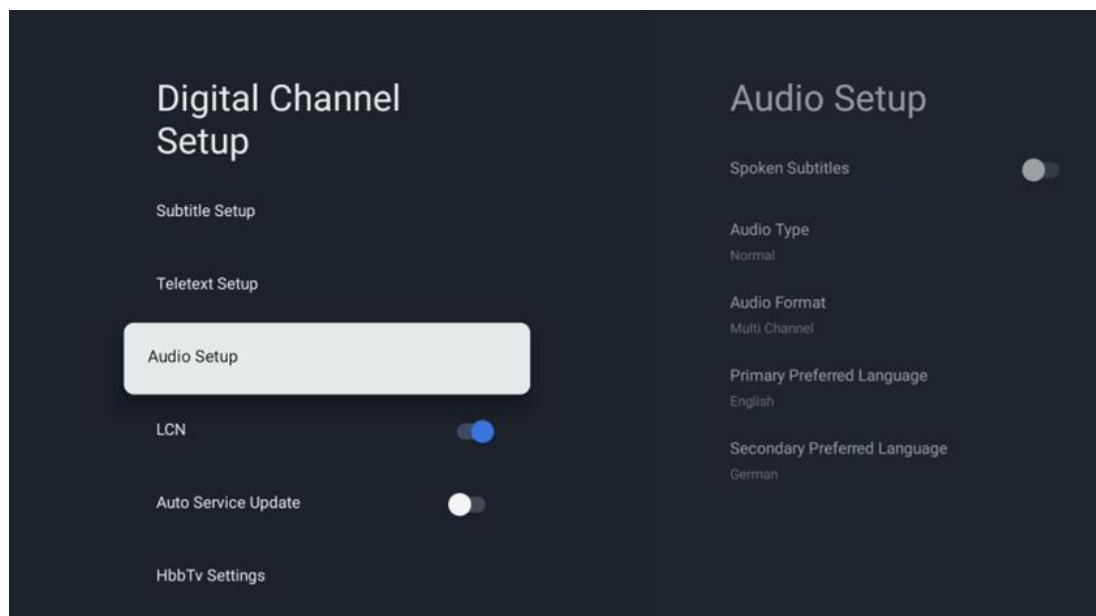 Digital Channel
Setup
Subtitle Setup
Teletext Setup
Audio Setup
LCN
Auto Service Update
HbbTv Settings
Audio Setup
Spoken Subtitles
Audio Type
Normal
Audio Format
Multi Channel
Primary Preferred Language
English
Secondary Preferred Language
German